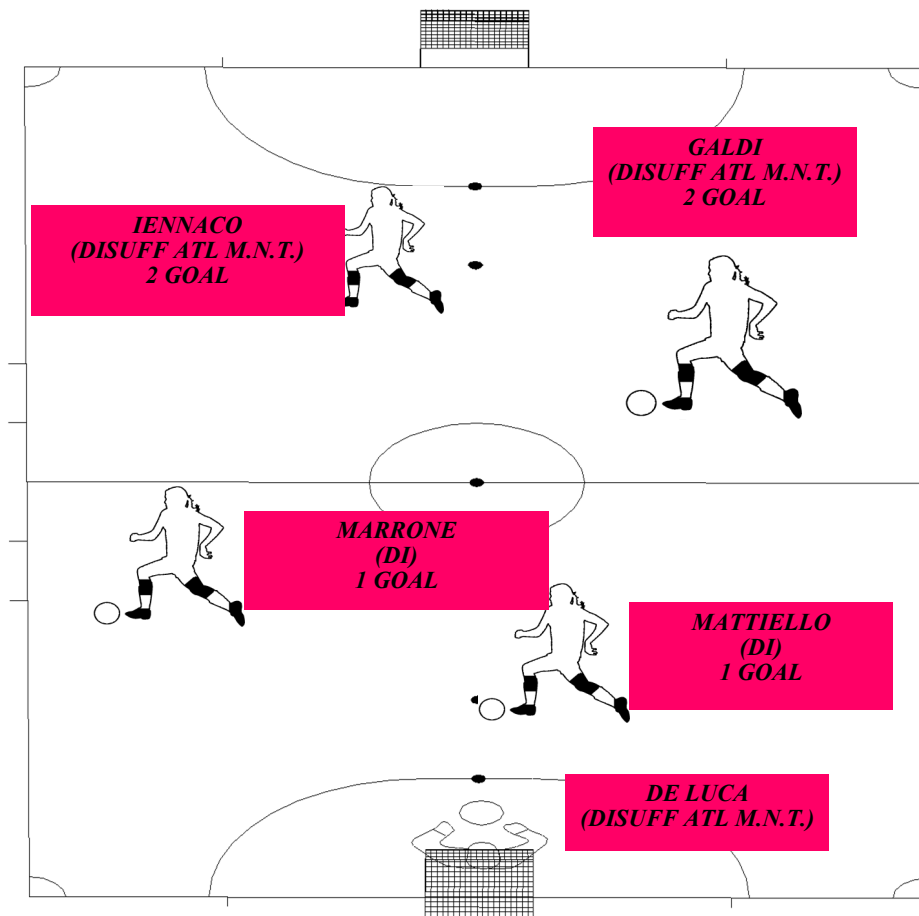 GALDI
(DISUFF ATL M.N.T.)
2 GOAL
IENNACO
(DISUFF ATL M.N.T.)
2 GOAL
MARRONE
(DI)
1 GOAL
MATTIELLO
(DI)
1 GOAL
DE LUCA
(DISUFF ATL M.N.T.)